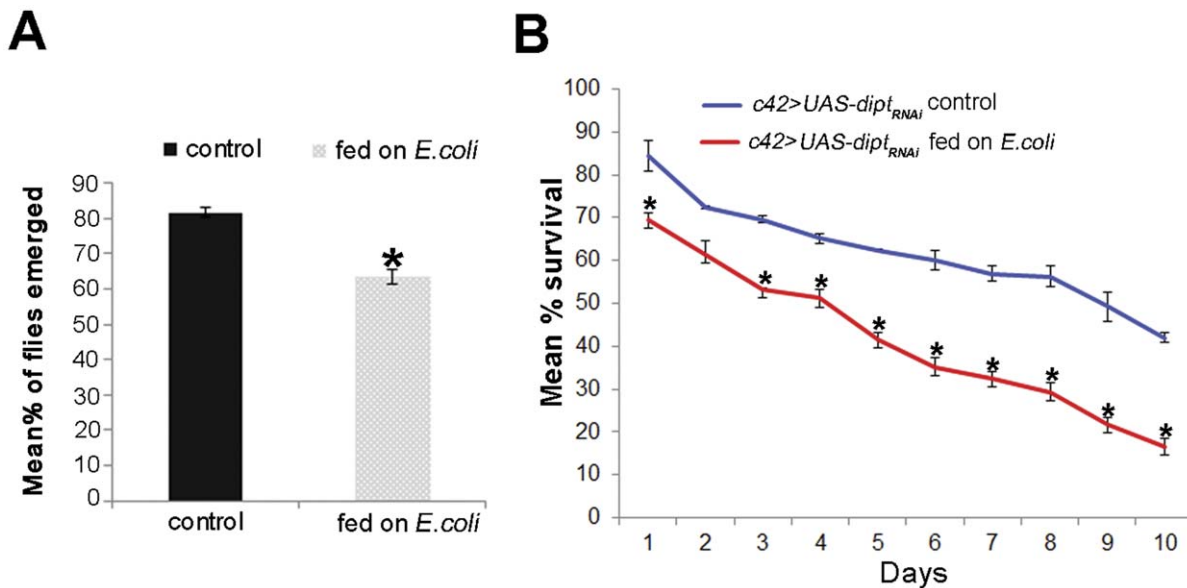 A
control fed on E.coli
Mean% of flies emerged
90
80
70
60
50
40
30
20
10
0
*
control fed on E.coli
B
c42>UAS-dipt_RNAi control
c42>UAS-dipt_RNAi fed on E.coli
Mean % survival
100
90
80
70
60
50
40
30
20
10
0
* * * * * * * * *
1 2 3 4 5 6 7 8 9 10
Days